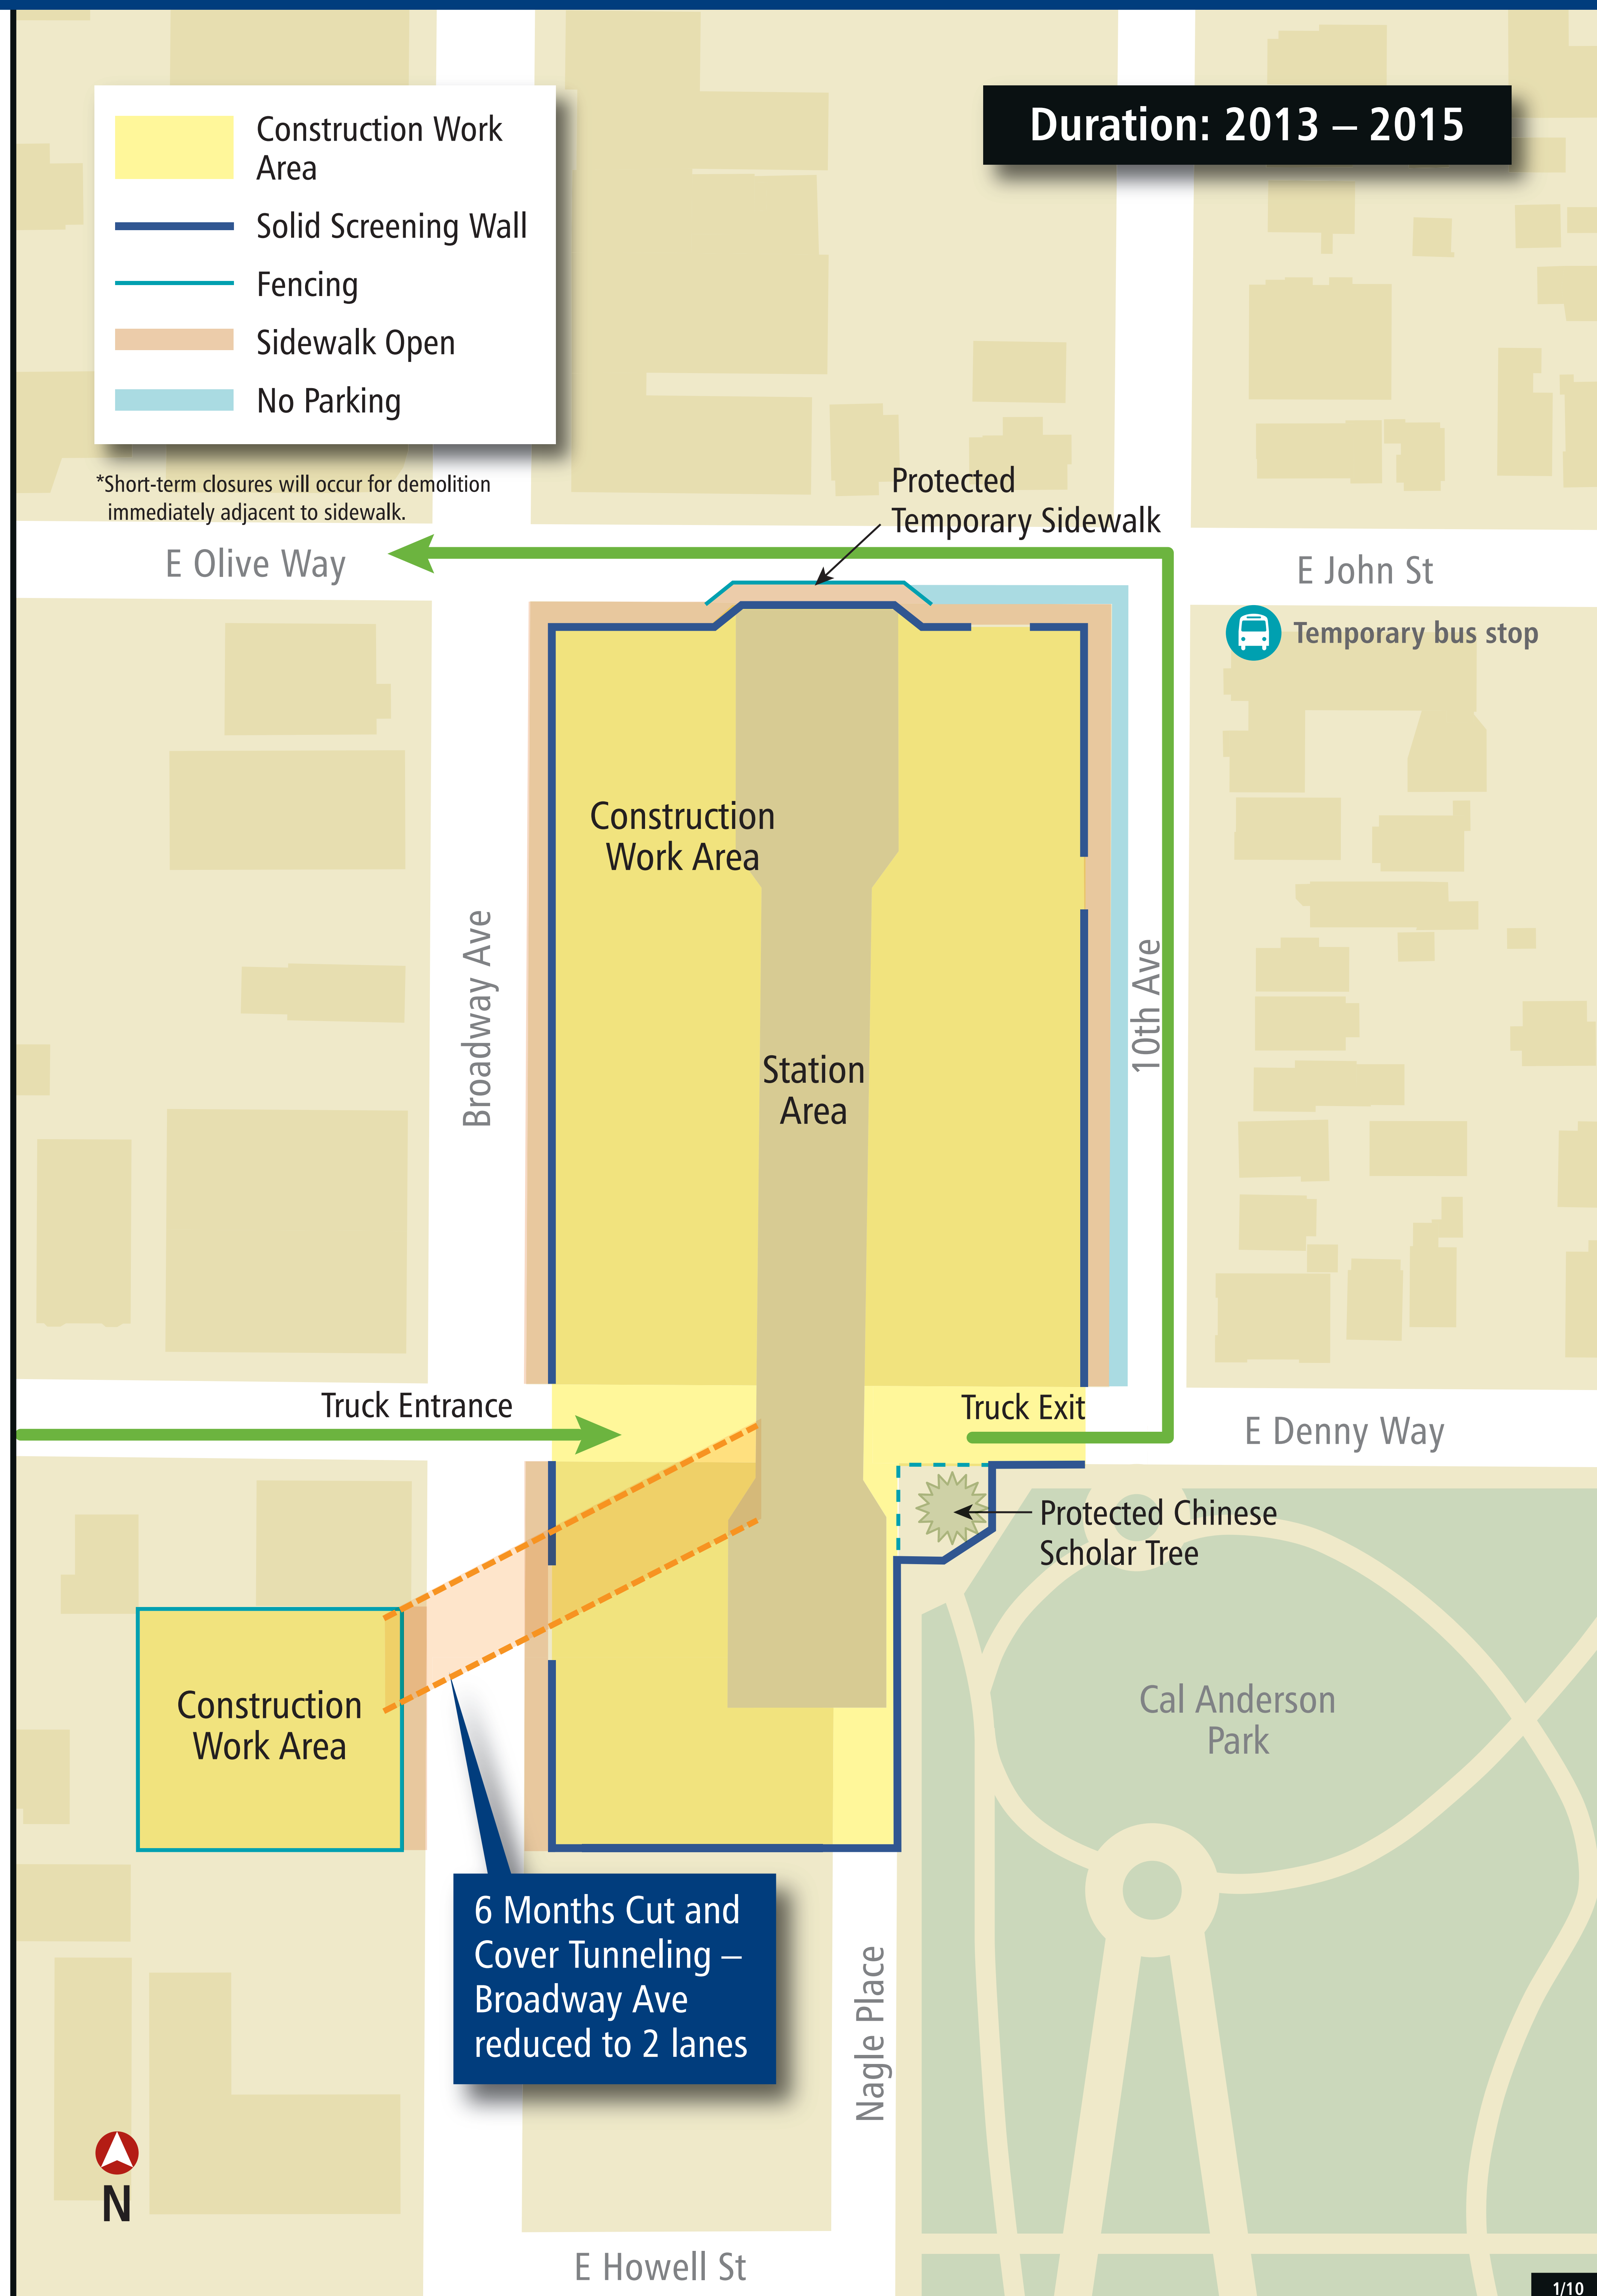 Duration: 2013 – 2015
Construction Work
Area
Solid Screening Wall
Fencing
Sidewalk Open
No Parking
*Short-term closures will occur for demolition
immediately adjacent to sidewalk.
Protected
Temporary Sidewalk
E Olive Way
E John St
Temporary bus stop
Construction
Work Area
Broadway Ave
10th Ave
Station
Area
Truck Entrance
Truck Exit
E Denny Way
Protected Chinese
Scholar Tree
Construction
Work Area
Cal Anderson
Park
6 Months Cut and
Cover Tunneling –
Broadway Ave
reduced to 2 lanes
Nagle Place
N
E Howell St
1/10